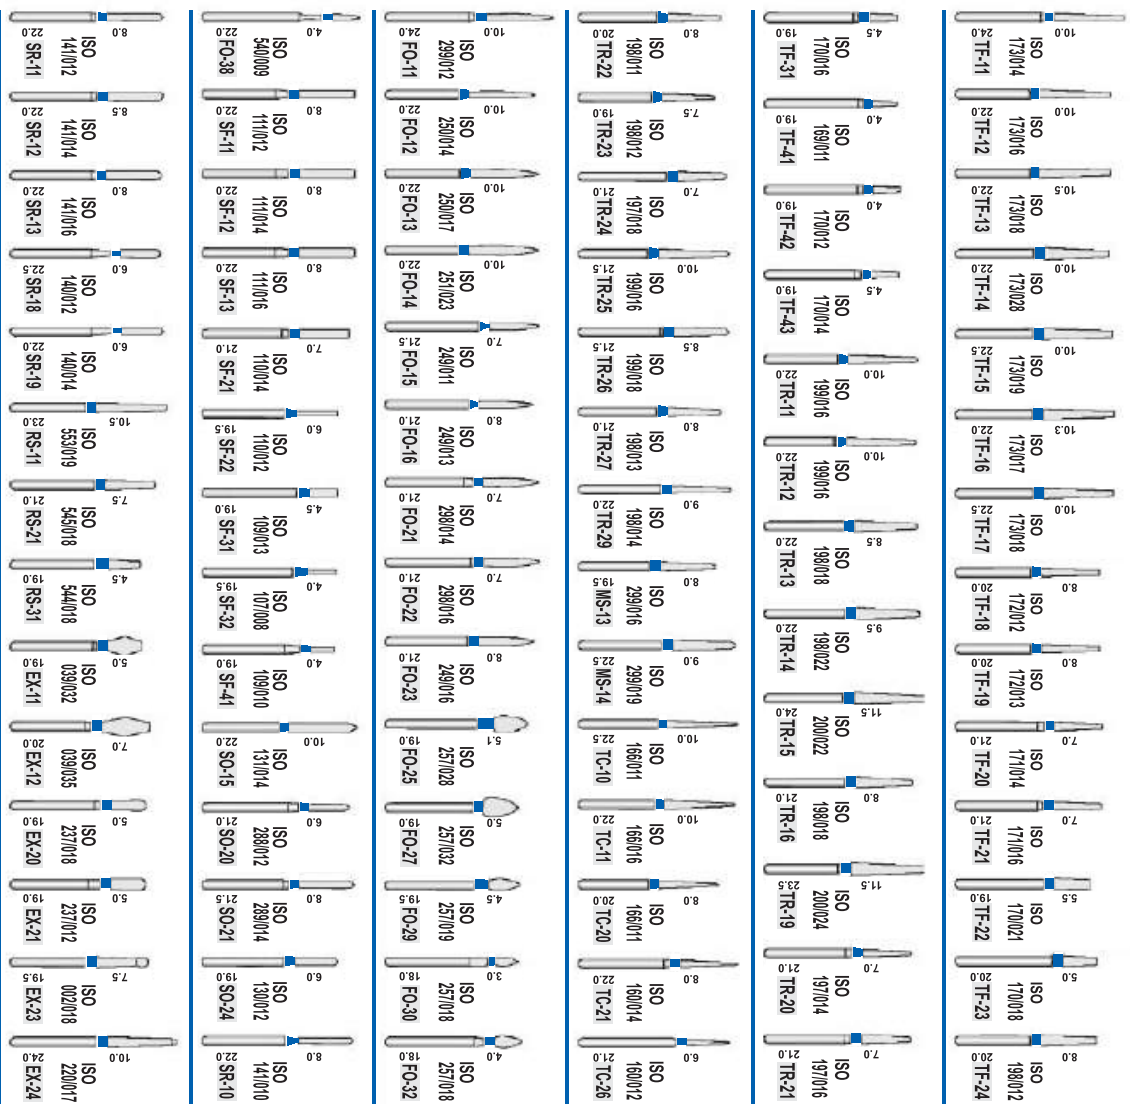 22.0 8.0
ISO
141/012
SR-11
22.0 8.5
ISO
141/014
SR-12
22.0 8.0
ISO
141/016
SR-13
22.5 6.0
ISO
140/012
SR-18
22.0 6.0
ISO
140/014
SR-19
23.0 10.5
ISO
553/019
RS-11
21.0 7.5
ISO
545/018
RS-21
19.0 4.5
ISO
544/018
RS-31
19.0 5.0
ISO
039/032
EX-11
20.0 7.0
ISO
039/035
EX-12
19.0 5.0
ISO
237/018
EX-20
19.0 5.0
ISO
237/012
EX-21
19.5 7.5
ISO
002/018
EX-23
24.0 10.0
ISO
220/017
EX-24
22.0 4.0
ISO
540/009
FO-38
22.0 8.0
ISO
111/012
SF-11
22.0 8.0
ISO
111/014
SF-12
22.0 8.0
ISO
111/016
SF-13
21.0 7.0
ISO
110/014
SF-21
19.5 6.0
ISO
110/012
SF-22
19.0 4.5
ISO
109/013
SF-31
19.5 4.0
ISO
107/008
SF-32
19.0 4.0
ISO
109/010
SF-41
22.0 10.0
ISO
131/014
SO-15
21.0 6.0
ISO
288/012
SO-20
21.5 8.0
ISO
289/014
SO-21
19.0 6.0
ISO
130/012
SO-24
22.0 8.0
ISO
141/010
SR-10
24.0 10.0
ISO
299/012
FO-11
22.0 10.0
ISO
250/014
FO-12
22.0 10.0
ISO
250/017
FO-13
22.0 10.0
ISO
251/023
FO-14
21.5 7.0
ISO
249/011
FO-15
21.0 8.0
ISO
249/013
FO-16
21.0 7.0
ISO
298/014
FO-21
21.0 7.0
ISO
298/016
FO-22
21.0 8.0
ISO
249/016
FO-23
19.0 5.1
ISO
257/028
FO-25
19.0 5.0
ISO
257/032
FO-27
19.5 4.5
ISO
257/019
FO-29
18.0 3.0
ISO
257/018
FO-30
18.0 4.0
ISO
257/018
FO-32
20.0 8.0
ISO
198/011
TR-22
19.0 7.5
ISO
198/012
TR-23
21.0 7.0
ISO
197/018
TR-24
21.5 10.0
ISO
199/016
TR-25
21.5 8.5
ISO
199/018
TR-26
21.0 8.0
ISO
198/013
TR-27
22.0 9.0
ISO
198/014
TR-29
19.5 8.0
ISO
299/016
MS-13
22.5 9.0
ISO
299/019
MS-14
22.5 10.0
ISO
166/011
TC-10
22.0 10.0
ISO
166/016
TC-11
20.0 8.0
ISO
166/011
TC-20
22.0 8.0
ISO
160/014
TC-21
21.0 6.0
ISO
160/012
TC-26
19.0 4.5
ISO
170/016
TF-31
19.0 4.0
ISO
169/011
TF-41
19.0 4.0
ISO
170/012
TF-42
19.0 4.5
ISO
170/014
TF-43
22.0 10.0
ISO
199/016
TR-11
22.0 10.0
ISO
199/016
TR-12
22.0 8.5
ISO
198/018
TR-13
22.0 9.5
ISO
198/022
TR-14
24.0 11.5
ISO
200/022
TR-15
21.0 8.0
ISO
198/018
TR-16
23.5 11.5
ISO
200/024
TR-19
21.0 7.0
ISO
197/014
TR-20
21.0 7.0
ISO
197/016
TR-21
24.0 10.0
ISO
173/014
TF-11
22.0 10.0
ISO
173/016
TF-12
22.0 10.5
ISO
173/018
TF-13
22.0 10.0
ISO
173/028
TF-14
22.5 10.0
ISO
173/019
TF-15
22.0 10.3
ISO
173/017
TF-16
22.5 10.0
ISO
173/018
TF-17
20.0 8.0
ISO
172/012
TF-18
20.0 8.0
ISO
172/013
TF-19
21.0 7.0
ISO
171/014
TF-20
21.0 7.0
ISO
171/016
TF-21
19.0 5.5
ISO
170/021
TF-22
20.0 5.0
ISO
170/018
TF-23
20.0 8.0
ISO
198/012
TF-24